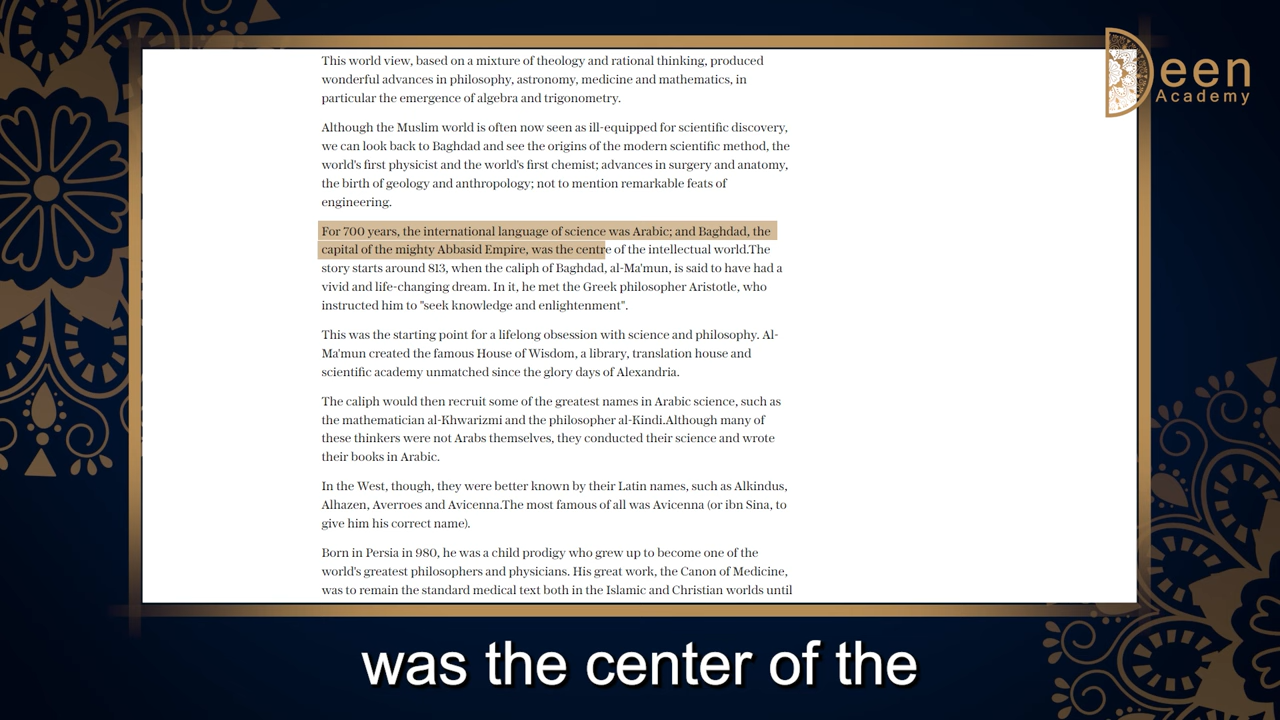 This world view, based on a mixture of theology and rational thinking, produced
wonderful advances in philosophy, astronomy, medicine and mathematics, in
particular the emergence of algebra and trigonometry.
Although the Muslim world is often now seen as ill-equipped for scientific discovery,
we can look back to Baghdad and see the origins of the modern scientific method, the
world's first physicist and the world's first chemist; advances in surgery and anatomy,
the birth of geology and anthropology; not to mention remarkable feats of
engineering.
For 700 years, the international language of science was Arabic; and Baghdad, the
capital of the mighty Abbasid Empire, was the centre of the intellectual world.The
story starts around 813, when the caliph of Baghdad, al-Ma'mun, is said to have had a
vivid and life-changing dream. In it, he met the Greek philosopher Aristotle, who
instructed him to "seek knowledge and enlightenment".
This was the starting point for a lifelong obsession with science and philosophy. Al-
Ma'mun created the famous House of Wisdom, a library, translation house and
scientific academy unmatched since the glory days of Alexandria.
The caliph would then recruit some of the greatest names in Arabic science, such as
the mathematician al-Khwarizmi and the philosopher al-Kindi.Although many of
these thinkers were not Arabs themselves, they conducted their science and wrote
their books in Arabic.
In the West, though, they were better known by their Latin names, such as Alkindus,
Alhazen, Averroes and Avicenna.The most famous of all was Avicenna (or ibn Sina, to
give him his correct name).
Born in Persia in 980, he was a child prodigy who grew up to become one of the
world's greatest philosophers and physicians. His great work, the Canon of Medicine,
was to remain the standard medical text both in the Islamic and Christian worlds until
Deen
Academy
was the center of the